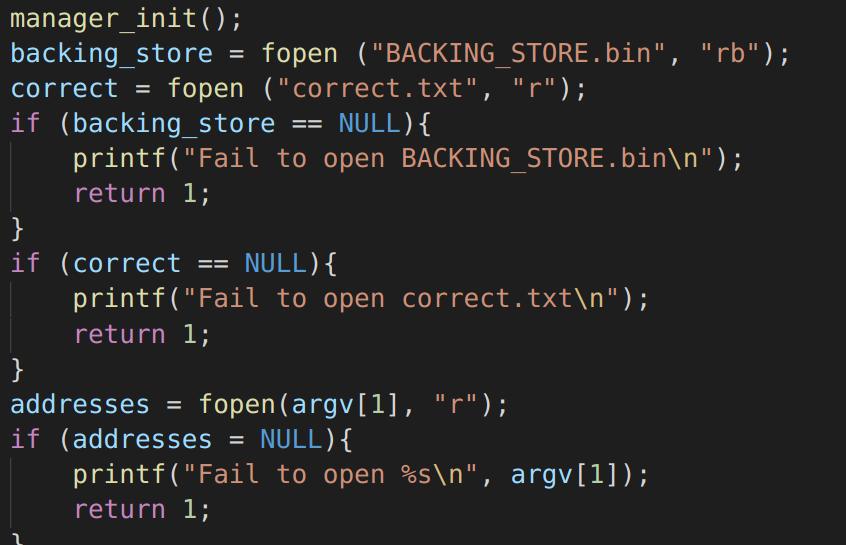 manager_init();
backing_store = fopen ("BACKING_STORE.bin", "rb");
correct = fopen ("correct.txt", "r");
if (backing_store == NULL){
    printf("Fail to open BACKING_STORE.bin\n");
    return 1;
}
if (correct == NULL){
    printf("Fail to open correct.txt\n");
    return 1;
}
addresses = fopen(argv[1], "r");
if (addresses = NULL){
    printf("Fail to open %s\n", argv[1]);
    return 1;
}